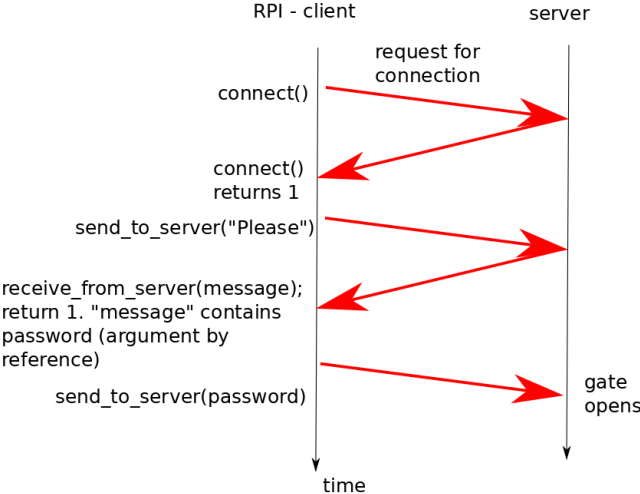 RPI - client
server
request for
connection
connect()
connect()
returns 1
send_to_server("Please")
receive_from_server(message);
return 1. "message" contains
password (argument by
reference)
send_to_server(password)
gate
opens
time